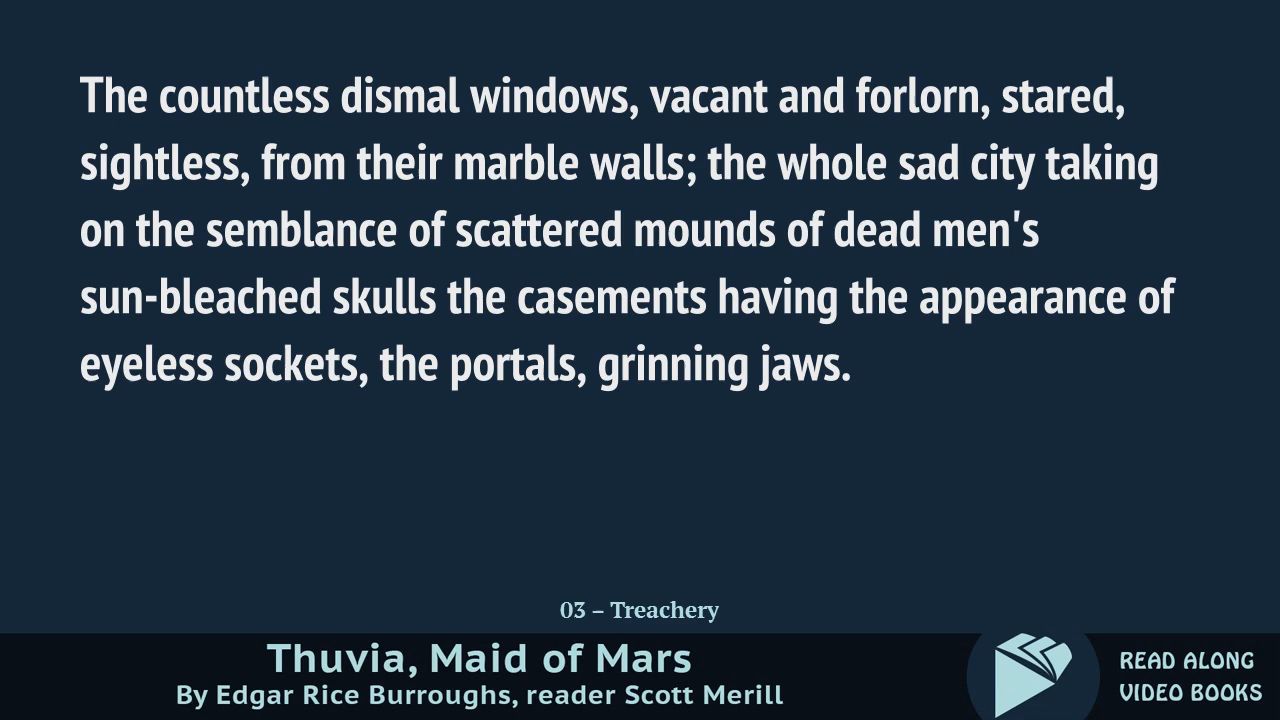 The countless dismal windows, vacant and forlorn, stared,
sightless, from their marble walls; the whole sad city taking
on the semblance of scattered mounds of dead men's
sun-bleached skulls the casements having the appearance of
eyeless sockets, the portals, grinning jaws.
03 – Treachery
Thuvia, Maid of Mars
By Edgar Rice Burroughs, reader Scott Merill
READ ALONG
VIDEO BOOKS